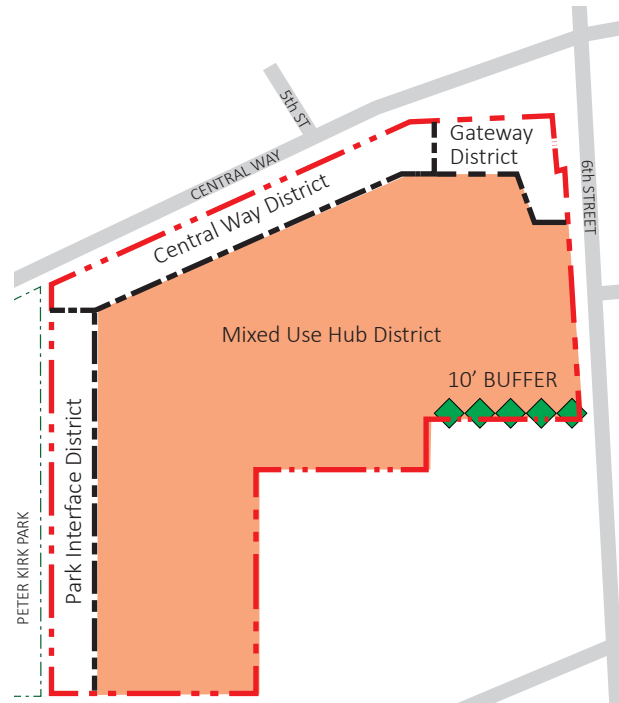 5th ST
CENTRAL WAY
Gateway
District
6th STREET
Central Way District
Mixed Use Hub District
10’ BUFFER
Park Interface District
PETER KIRK PARK